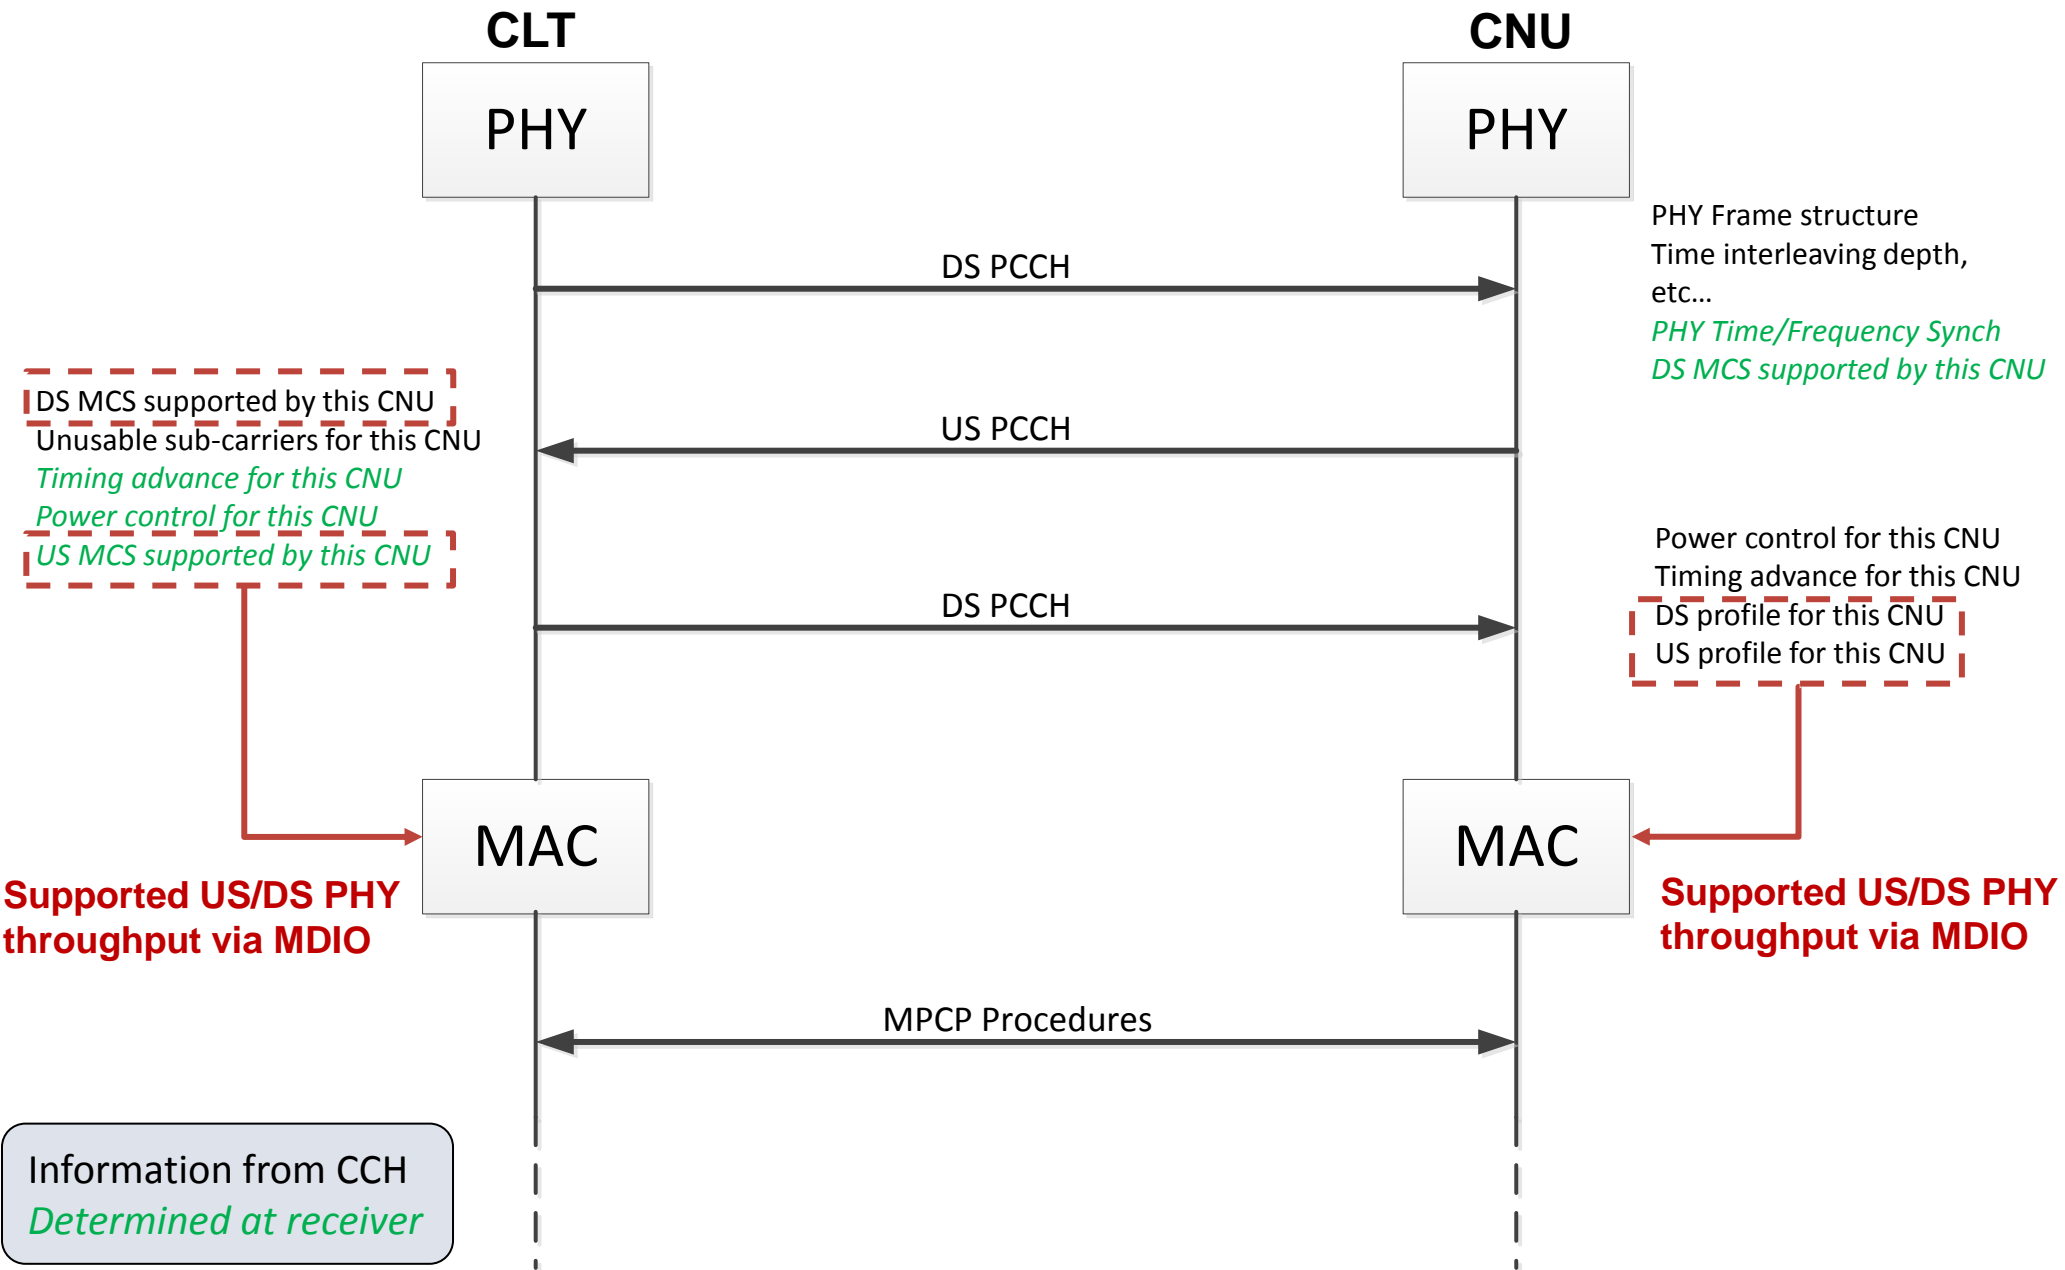 CLT
CNU
PHY
PHY
PHY Frame structure
Time interleaving depth,
etc...
PHY Time/Frequency Synch
DS MCS supported by this CNU
DS PCCH
DS MCS supported by this CNU
Unusable sub-carriers for this CNU
Timing advance for this CNU
Power control for this CNU
US MCS supported by this CNU
US PCCH
Power control for this CNU
Timing advance for this CNU
DS profile for this CNU
US profile for this CNU
DS PCCH
MAC
MAC
Supported US/DS PHY
throughput via MDIO
Supported US/DS PHY
throughput via MDIO
MPCP Procedures
Information from CCH
Determined at receiver